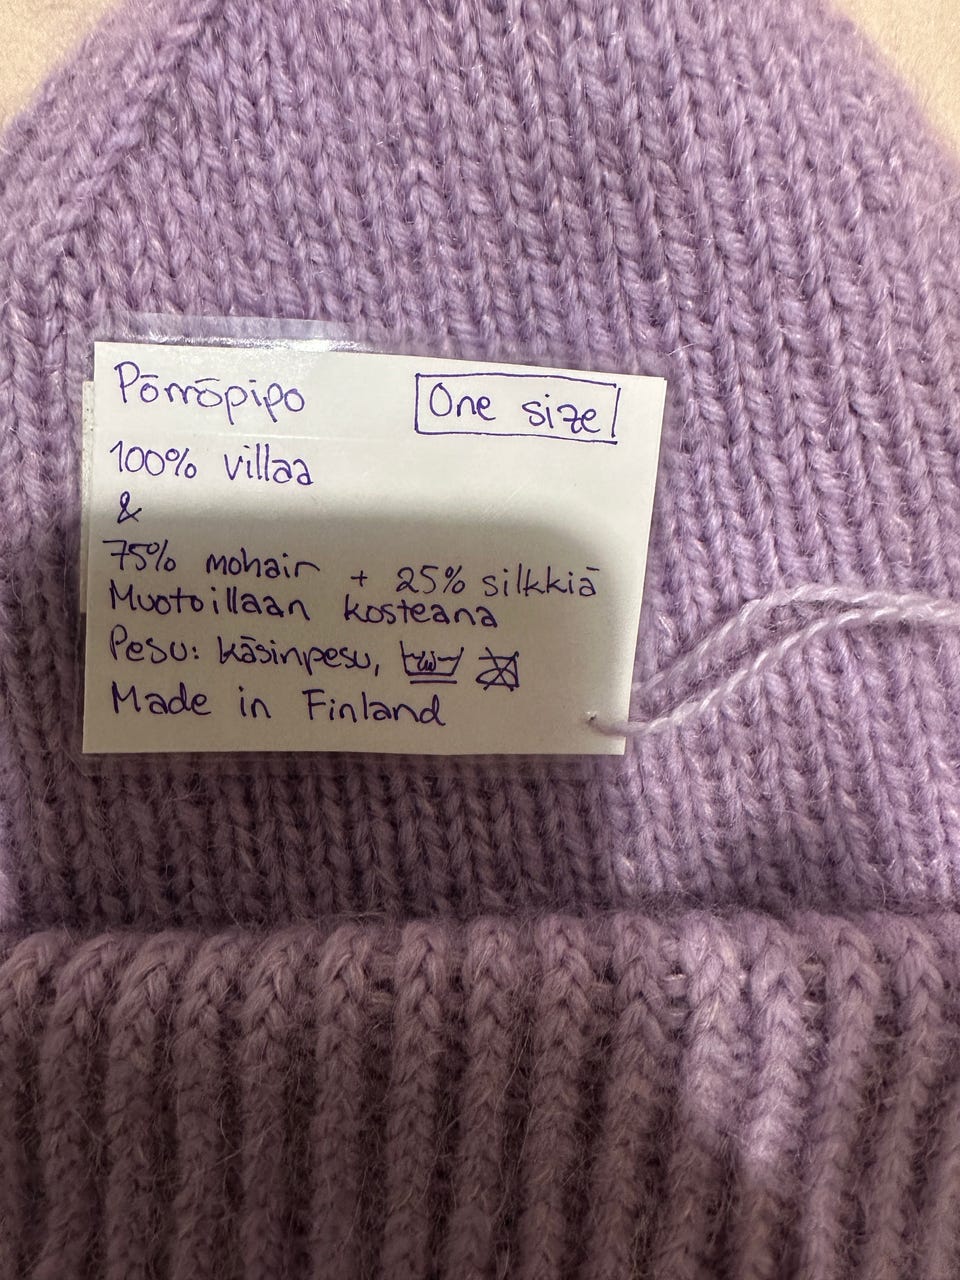 Pörröpipo
One size
100% villaa
&
75% mohair + 25% silkkiä
Muotoillaan kosteana
Pesu: käsinpesu,
Made in Finland